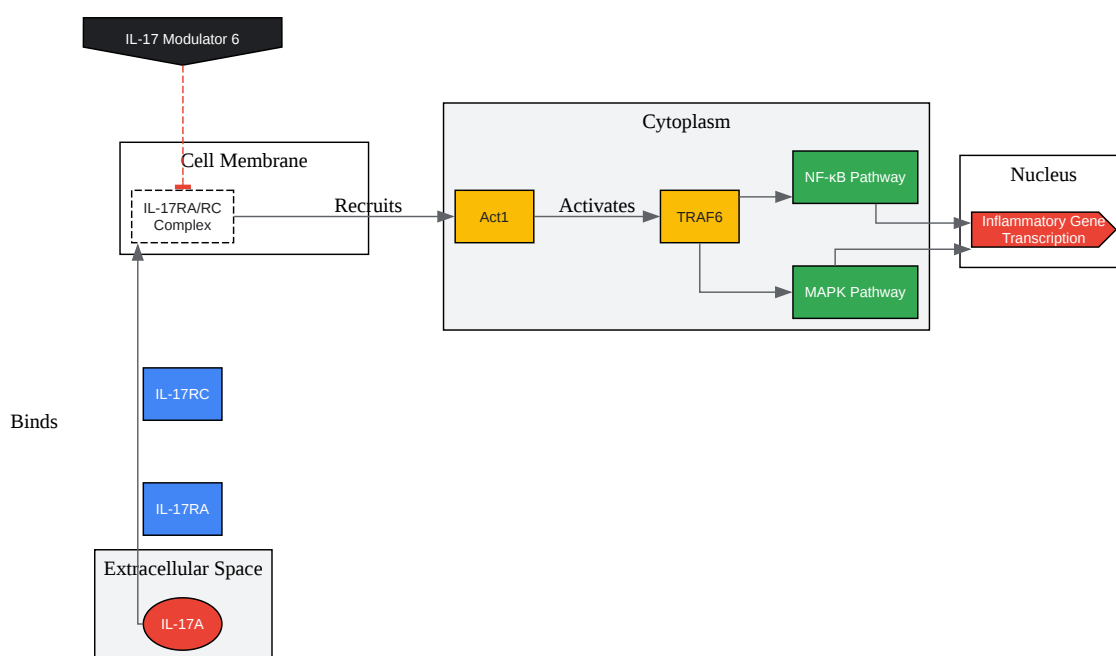 IL-17 Modulator 6
Cell Membrane
IL-17RA/RC
Complex
Recruits
Cytoplasm
Act1
Activates
TRAF6
NF-κB Pathway
MAPK Pathway
Nucleus
Inflammatory Gene
Transcription
IL-17RC
Binds
IL-17RA
Extracellular Space
IL-17A